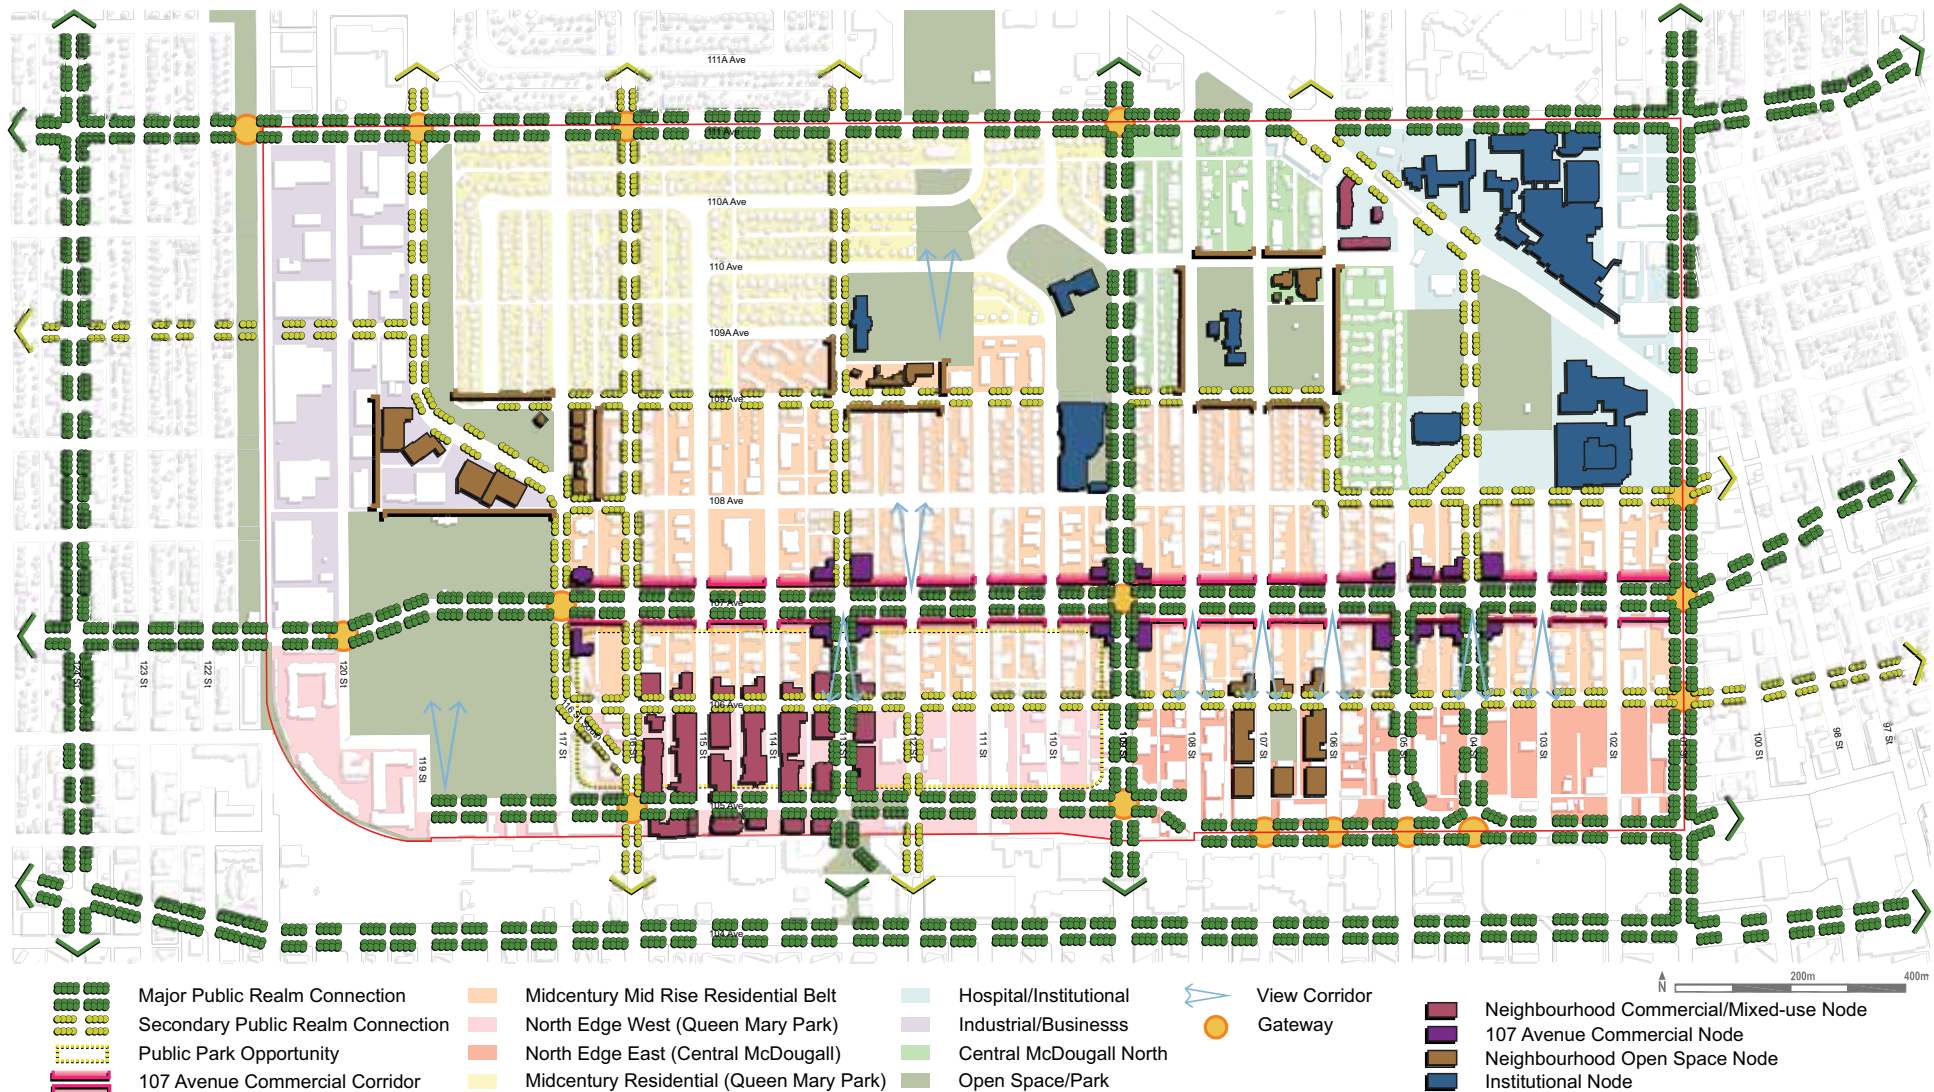 111A Ave
111 Ave
110A Ave
110 Ave
109A Ave
109 Ave
108 Ave
107 Ave
106 Ave
105 Ave
104 Ave
123 St
122 St
120 St
119 St
117 St
115 St
114 St
111 St
110 St
109 St
108 St
107 St
106 St
103 St
102 St
100 St
98 St
97 St
N
200m
400m
Major Public Realm Connection
Secondary Public Realm Connection
Public Park Opportunity
107 Avenue Commercial Corridor
Midcentury Mid Rise Residential Belt
North Edge West (Queen Mary Park)
North Edge East (Central McDougall)
Midcentury Residential (Queen Mary Park)
Hospital/Institutional
Industrial/Businesss
Central McDougall North
Open Space/Park
View Corridor
Gateway
Neighbourhood Commercial/Mixed-use Node
107 Avenue Commercial Node
Neighbourhood Open Space Node
Institutional Node